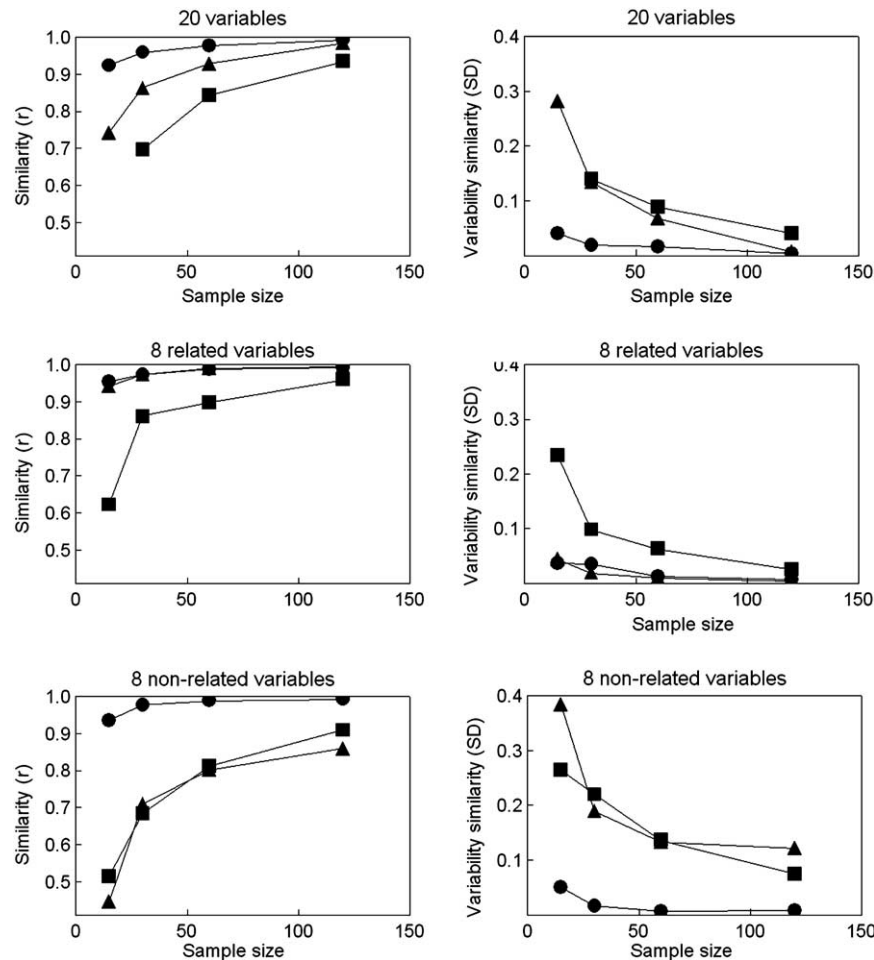 20 variables
1.0
0.9
0.8
0.7
0.6
0.5
Similarity (r)
0 50 100 150
Sample size
20 variables
0.4
0.3
0.2
0.1
Variability similarity (SD)
0 50 100 150
Sample size
8 related variables
1.0
0.9
0.8
0.7
0.6
0.5
Similarity (r)
0 50 100 150
Sample size
8 related variables
0.4
0.3
0.2
0.1
Variability similarity (SD)
0 50 100 150
Sample size
8 non-related variables
1.0
0.9
0.8
0.7
0.6
0.5
Similarity (r)
0 50 100 150
Sample size
8 non-related variables
0.4
0.3
0.2
0.1
Variability similarity (SD)
0 50 100 150
Sample size